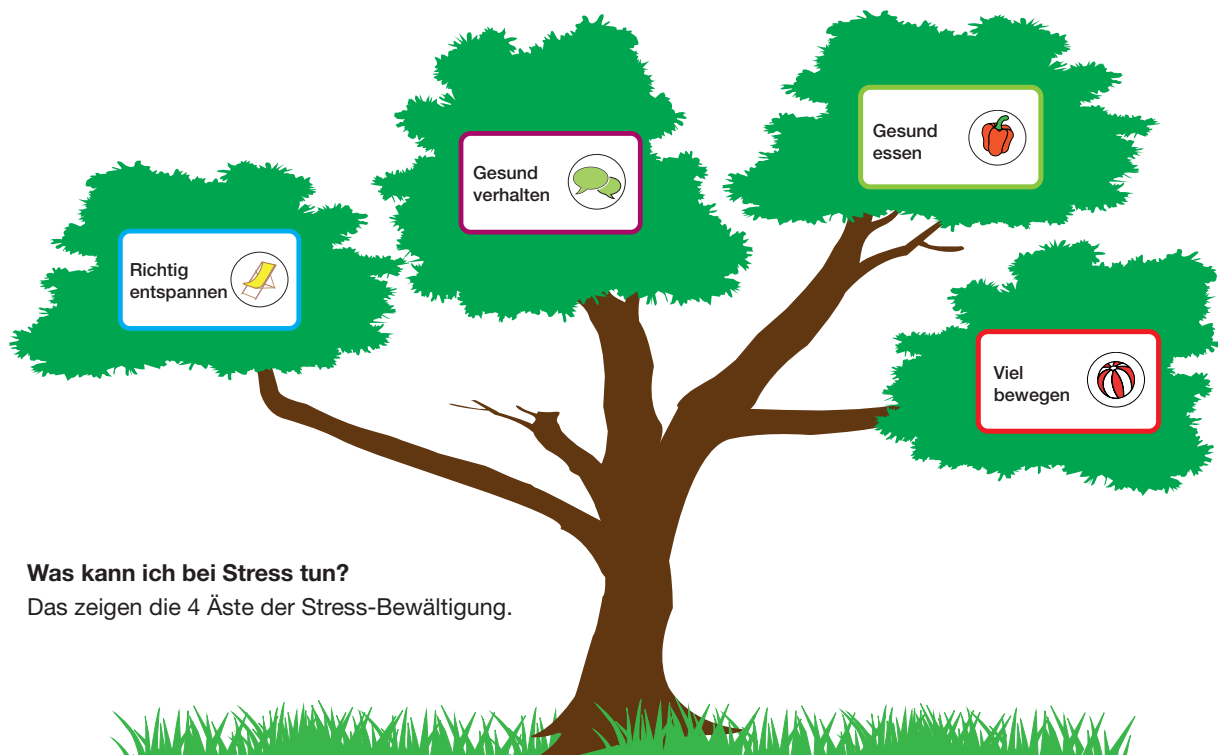 Gesund
essen
Gesund
verhalten
Richtig
entspannen
Viel
bewegen
Was kann ich bei Stress tun?
Das zeigen die 4 Äste der Stress-Bewältigung.